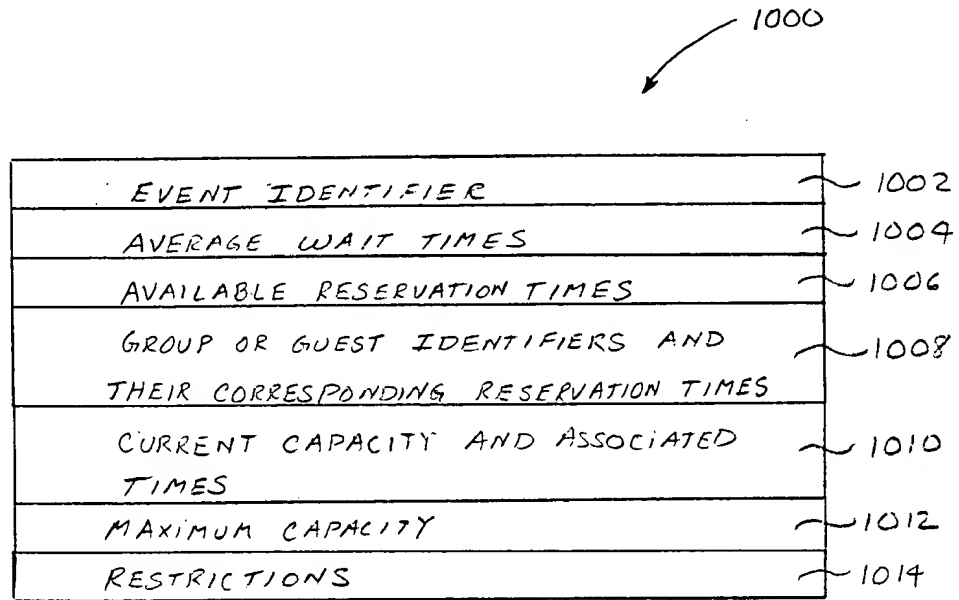 1000
EVENT IDENTIFIER 1002
AVERAGE WAIT TIMES 1004
AVAILABLE RESERVATION TIMES 1006
GROUP OR GUEST IDENTIFIERS AND 1008
THEIR CORRESPONDING RESERVATION TIMES
CURRENT CAPACITY AND ASSOCIATED 1010
TIMES
MAXIMUM CAPACITY 1012
RESTRICTIONS 1014